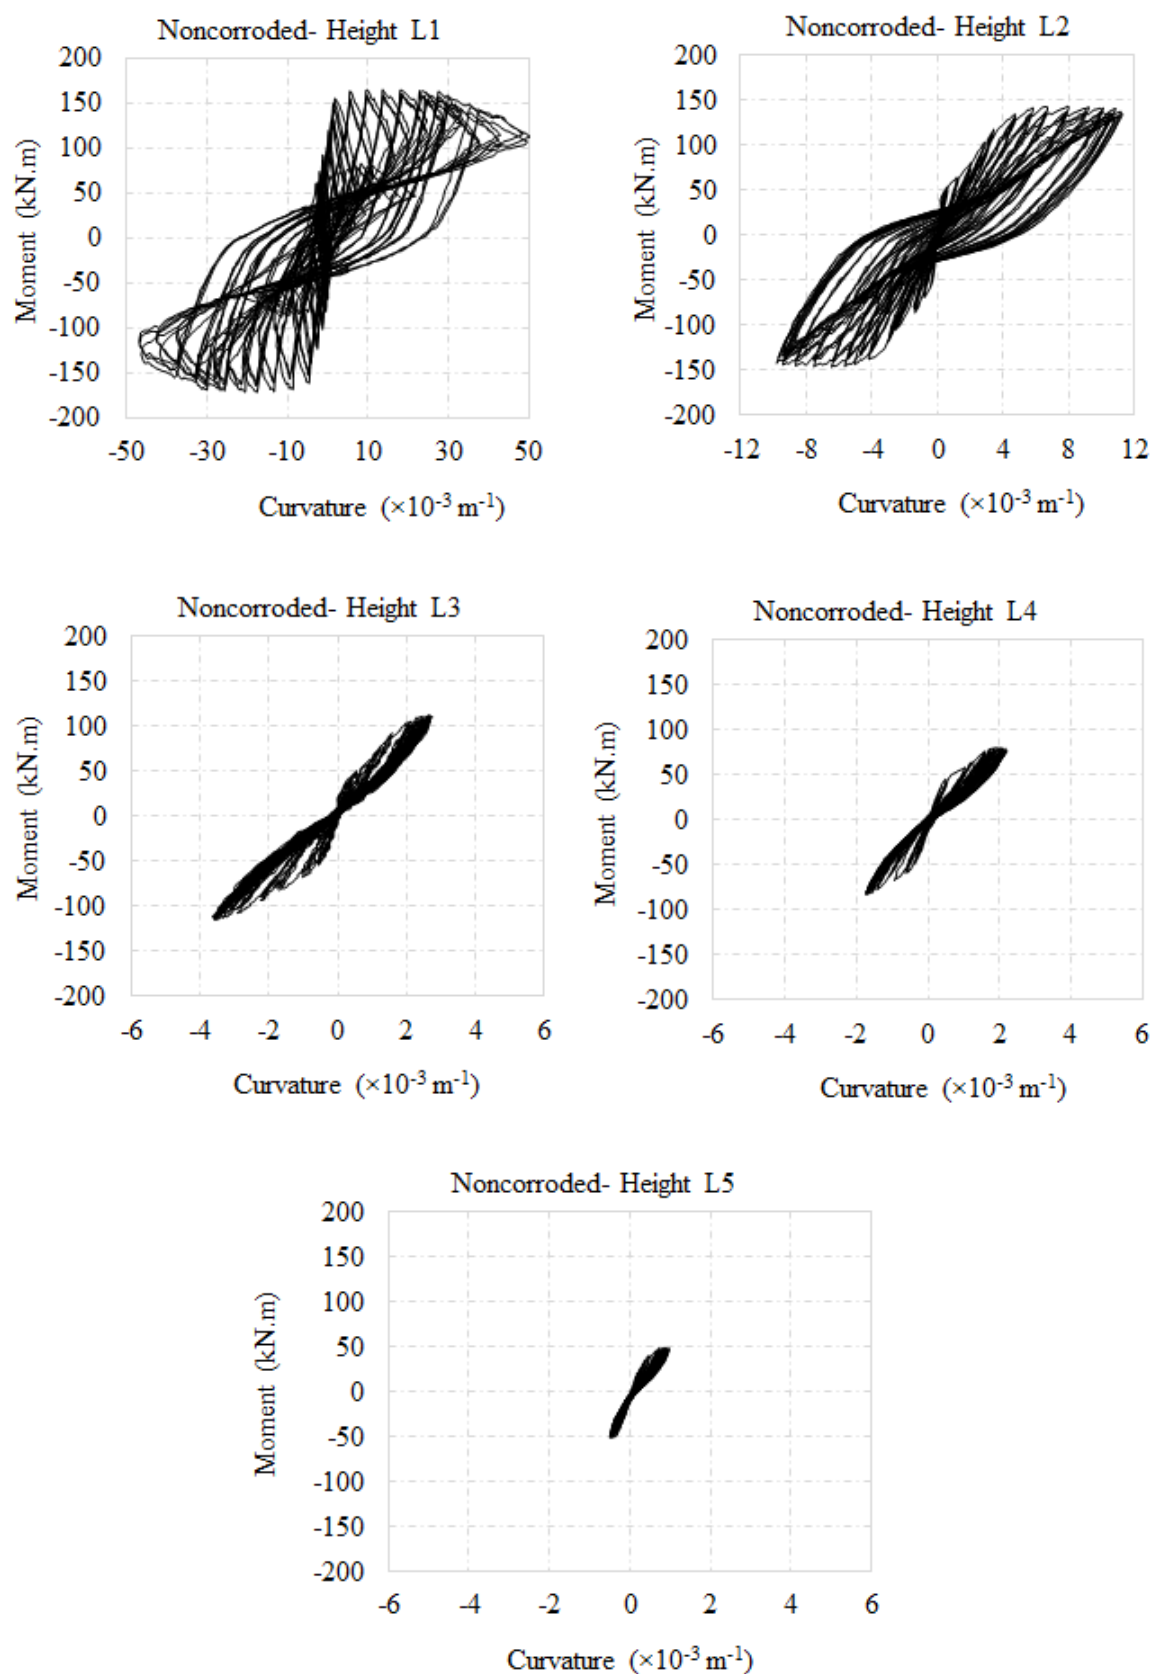 Noncorroded- Height L1
200
150
100
50
0
-50
-100
-150
-200
Moment (kN.m)
-50 -30 -10 10 30 50
Curvature (×10⁻³ m⁻¹)
Noncorroded- Height L2
200
150
100
50
0
-50
-100
-150
-200
Moment (kN.m)
-12 -8 -4 0 4 8 12
Curvature (×10⁻³ m⁻¹)
Noncorroded- Height L3
200
150
100
50
0
-50
-100
-150
-200
Moment (kN.m)
-6 -4 -2 0 2 4 6
Curvature (×10⁻³ m⁻¹)
Noncorroded- Height L4
200
150
100
50
0
-50
-100
-150
-200
Moment (kN.m)
-6 -4 -2 0 2 4 6
Curvature (×10⁻³ m⁻¹)
Noncorroded- Height L5
200
150
100
50
0
-50
-100
-150
-200
Moment (kN.m)
-6 -4 -2 0 2 4 6
Curvature (×10⁻³ m⁻¹)